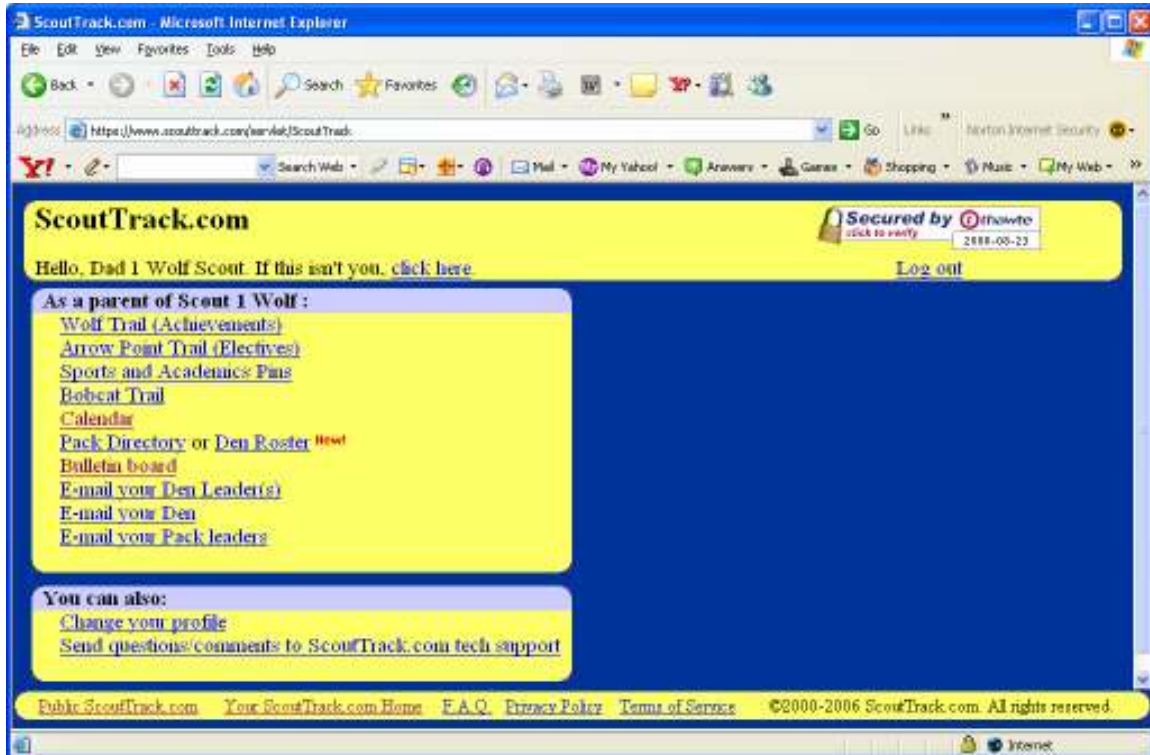 ScoutTrack.com - Microsoft Internet Explorer
File Edit View Favorites Tools Help
Back Search Favorites
Address https://www.scouttrack.com/servlet/ScoutTrack Go Links Norton Internet Security
Y! Search Web Mail My Yahoo! Answers Games Shopping Music My Web
ScoutTrack.com
Secured by thawte
click to verify
Hello, Dad 1 Wolf Scout. If this isn't you, click here. Log out
As a parent of Scout 1 Wolf :
Wolf Trail (Achievements)
Arrow Point Trail (Electives)
Sports and Academics Pins
Bobcat Trail
Calendar
Pack Directory or Den Roster New!
Bulletin board
E-mail your Den Leader(s)
E-mail your Den
E-mail your Pack leaders
You can also:
Change your profile
Send questions/comments to ScoutTrack.com tech support
Public ScoutTrack.com Your ScoutTrack.com Home F.A.Q. Privacy Policy Terms of Service ©2000-2006 ScoutTrack.com. All rights reserved.
Internet